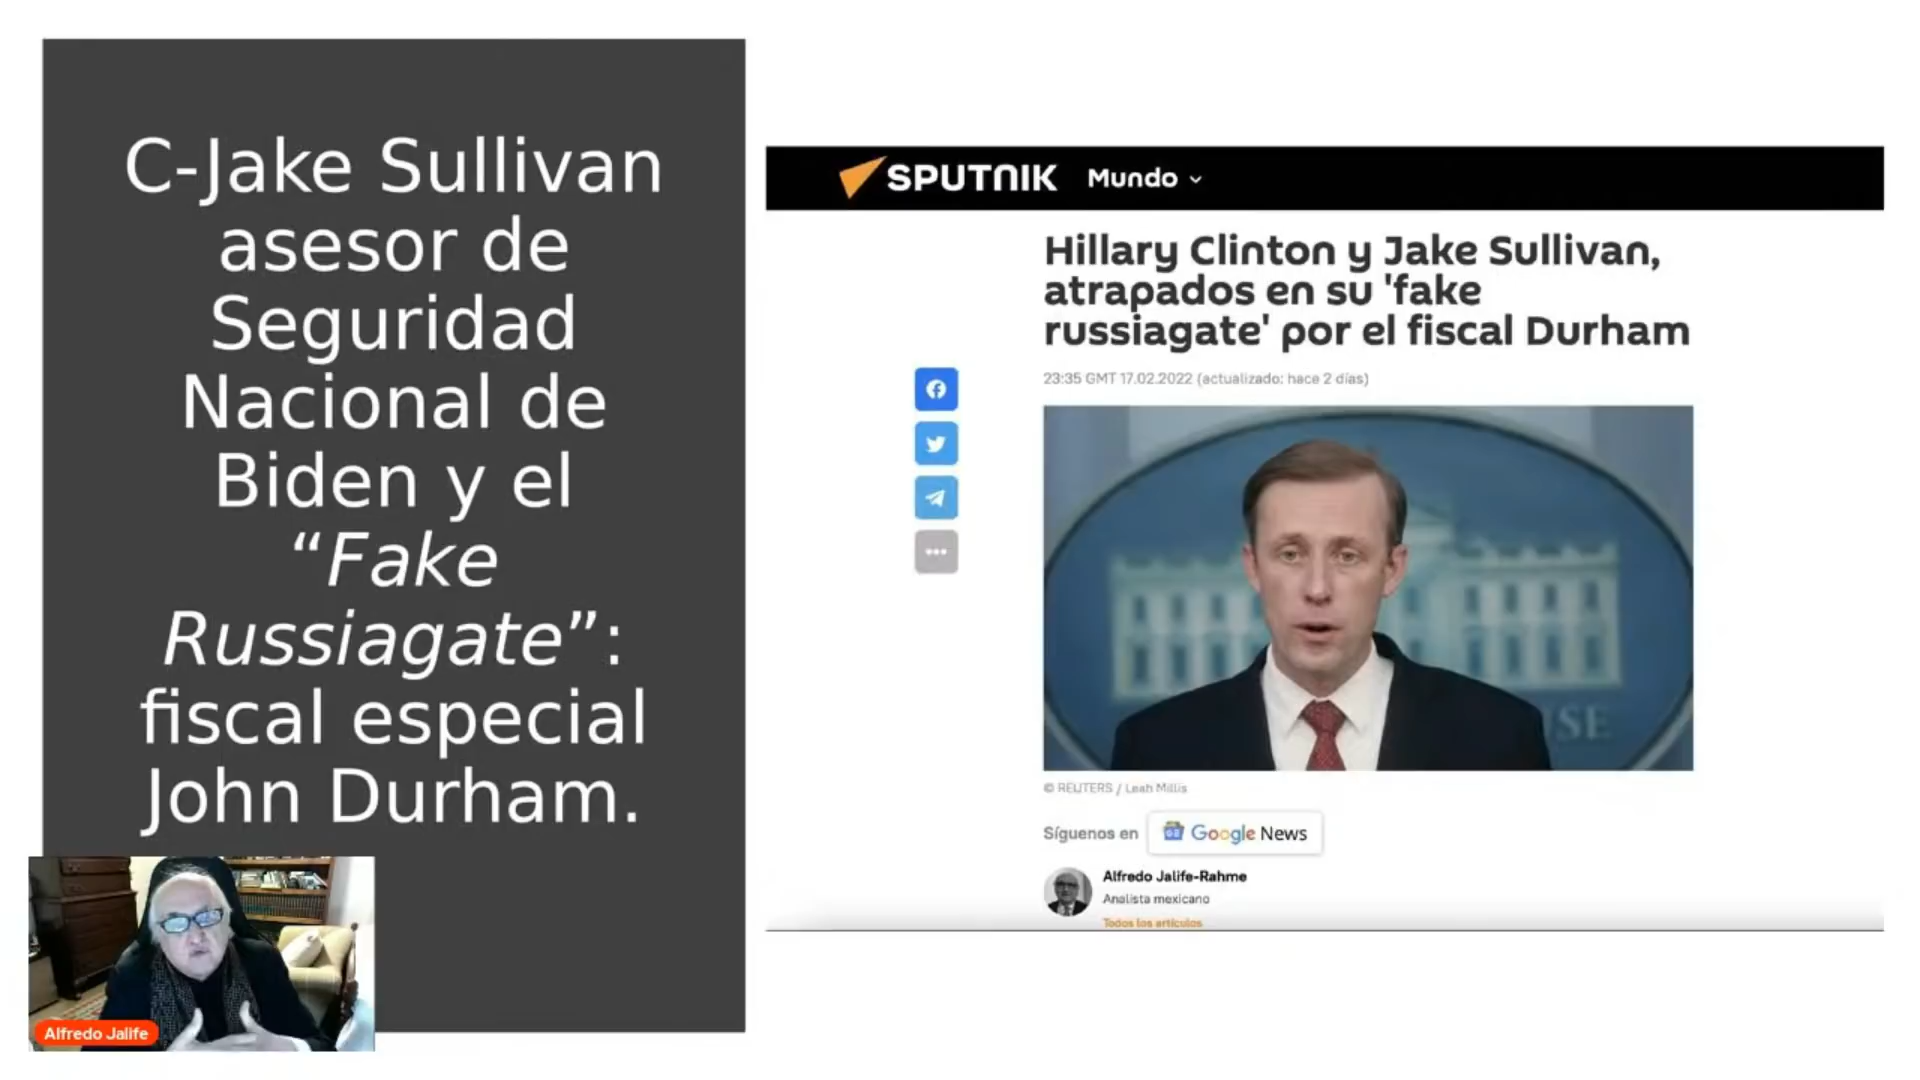 C-Jake Sullivan
asesor de
Seguridad
Nacional de
Biden y el
“Fake
Russiagate”:
fiscal especial
John Durham.
Alfredo Jalife
SPUTNIK Mundo
Hillary Clinton y Jake Sullivan,
atrapados en su 'fake
russiagate' por el fiscal Durham
23:35 GMT 17.02.2022 (actualizado: hace 2 días)
SE
© REUTERS / Leah Millis
Síguenos en Google News
Alfredo Jalife-Rahme
Analista mexicano
Todos los artículos